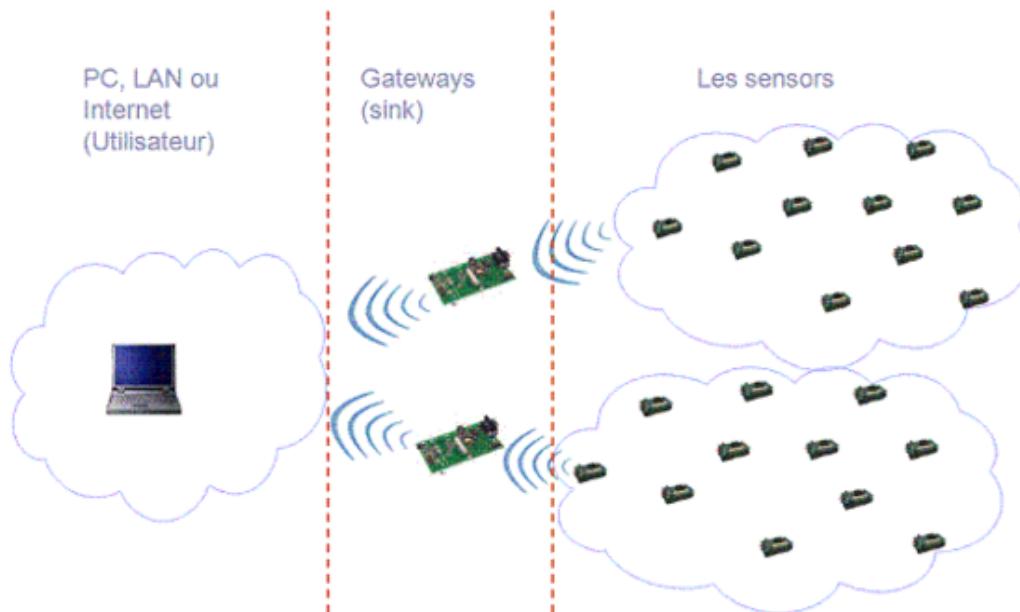 PC, LAN ou
Internet
(Utilisateur)
Gateways
(sink)
Les sensors